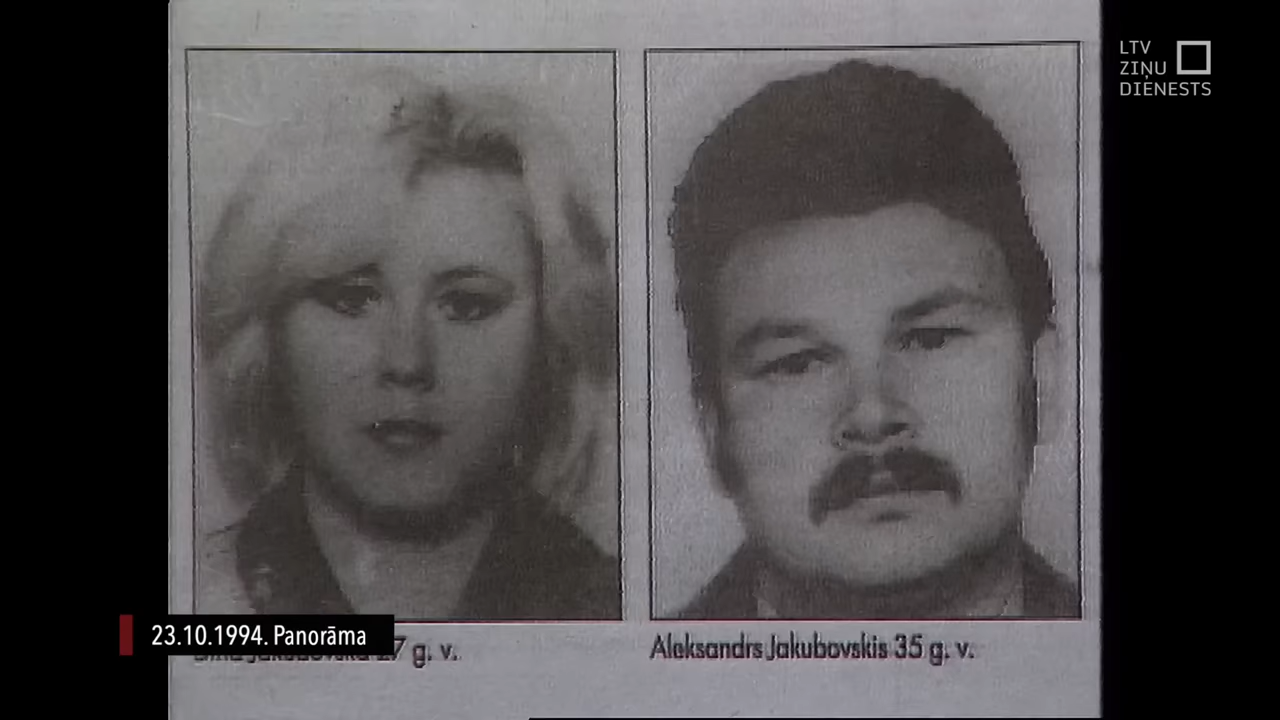 LTV
ZIŅU
DIENESTS
23.10.1994. Panorāma
g. v.
Aleksandrs Jakubovskis 35 g. v.